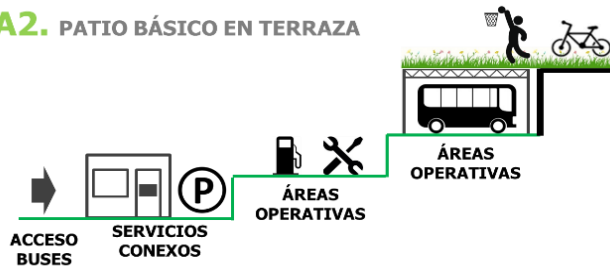 A2. PATIO BÁSICO EN TERRAZA
ÁREAS
OPERATIVAS
P
ÁREAS
OPERATIVAS
SERVICIOS
CONEXOS
ACCESO
BUSES